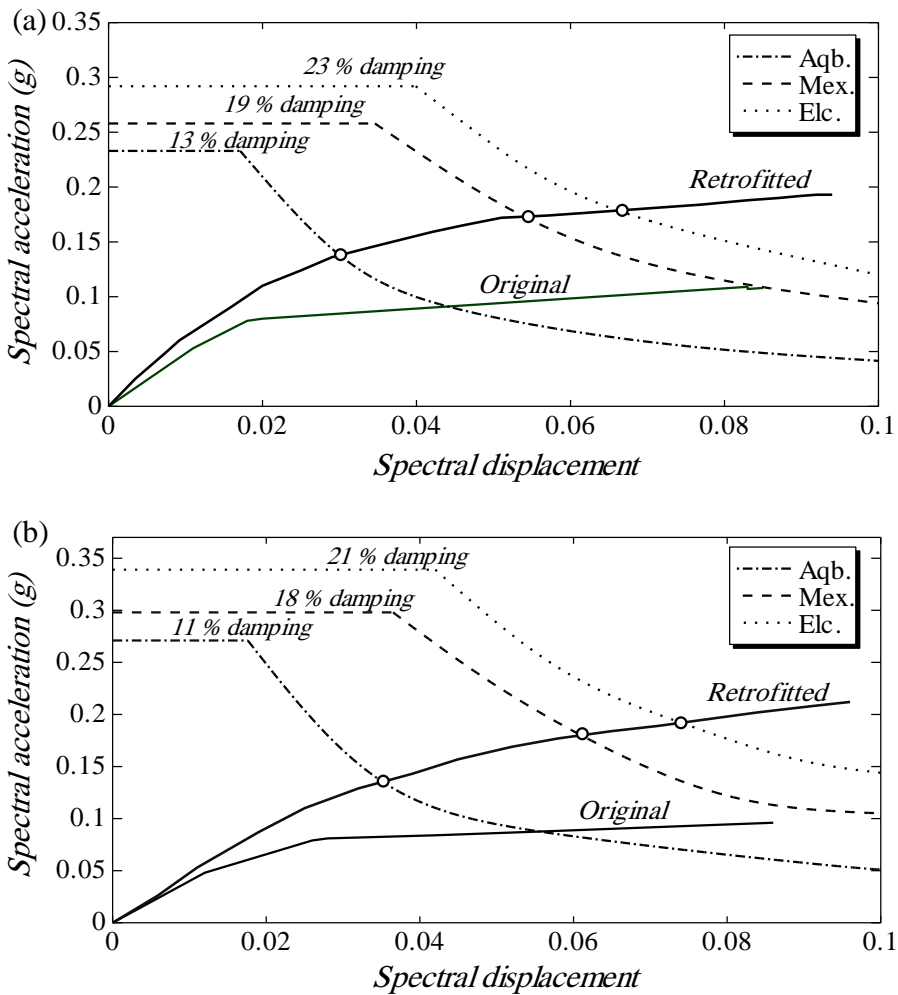 (a)
0.35
0.3
0.25
0.2
0.15
0.1
0.05
0
Spectral acceleration (g)
23 % damping
19 % damping
13 % damping
Aqb.
Mex.
Elc.
Retrofitted
Original
0
0.02
0.04
0.06
0.08
0.1
Spectral displacement
(b)
0.35
0.3
0.25
0.2
0.15
0.1
0.05
0
Spectral acceleration (g)
21 % damping
18 % damping
11 % damping
Aqb.
Mex.
Elc.
Retrofitted
Original
0
0.02
0.04
0.06
0.08
0.1
Spectral displacement